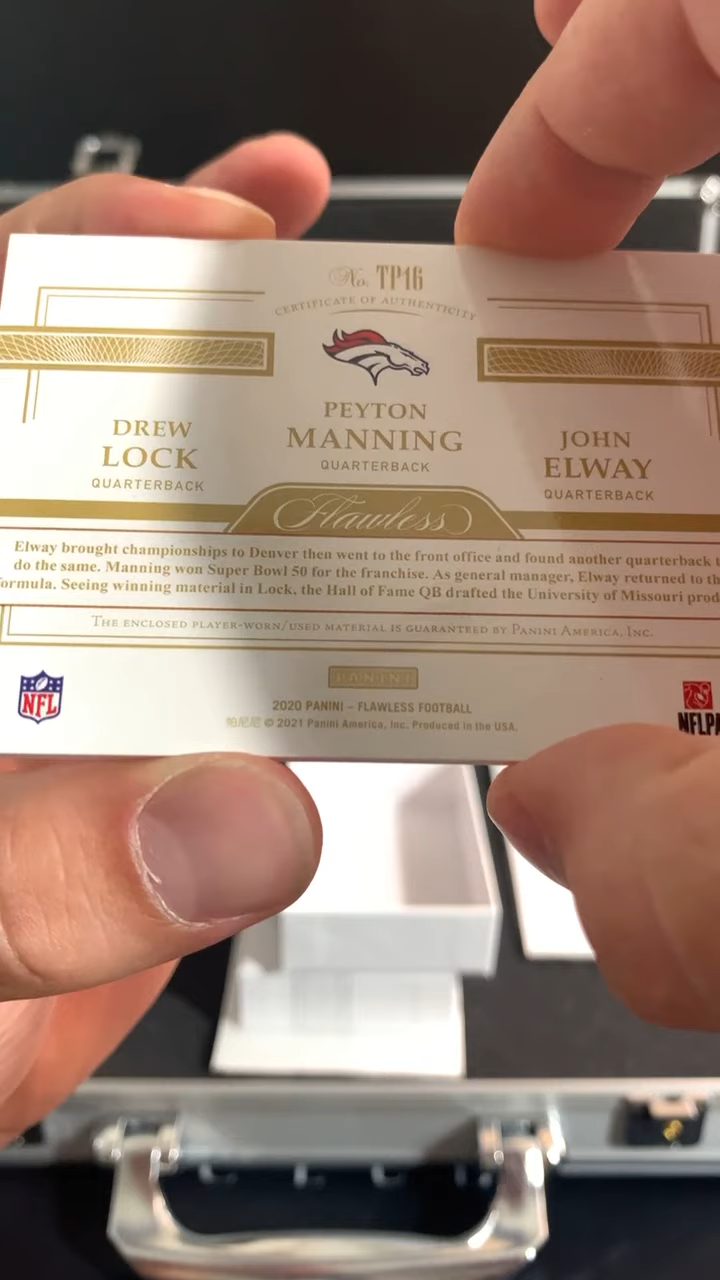 No. TP16
CERTIFICATE OF AUTHENTICITY
DREW
LOCK
QUARTERBACK
PEYTON
MANNING
QUARTERBACK
JOHN
ELWAY
QUARTERBACK
Flawless
Elway brought championships to Denver then went to the front office and found another quarterback t
do the same. Manning won Super Bowl 50 for the franchise. As general manager, Elway returned to th
formula. Seeing winning material in Lock, the Hall of Fame QB drafted the University of Missouri prod
THE ENCLOSED PLAYER-WORN/USED MATERIAL IS GUARANTEED BY PANINI AMERICA, INC.
NFL
PANINI
NFLP
2020 PANINI – FLAWLESS FOOTBALL
帕尼尼 © 2021 Panini America, Inc. Produced in the USA.